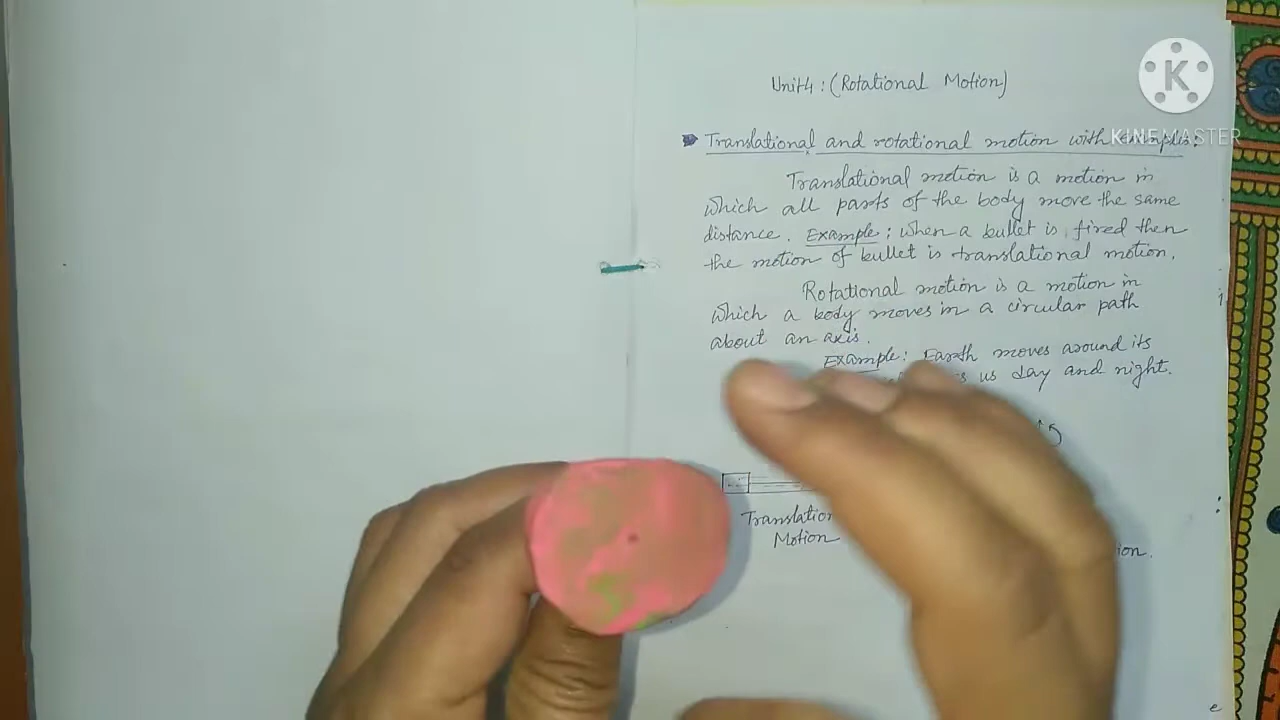 Unit 4 : (Rotational Motion)
K
KINEMASTER
Translational and rotational motion with examples:
Translational motion is a motion in
which all parts of the body move the same
distance. Example: when a bullet is fired then
the motion of bullet is translational motion.
Rotational motion is a motion in
which a body moves in a circular path
about an axis.
Example: Earth moves around its
us day and night.
Translation
Motion